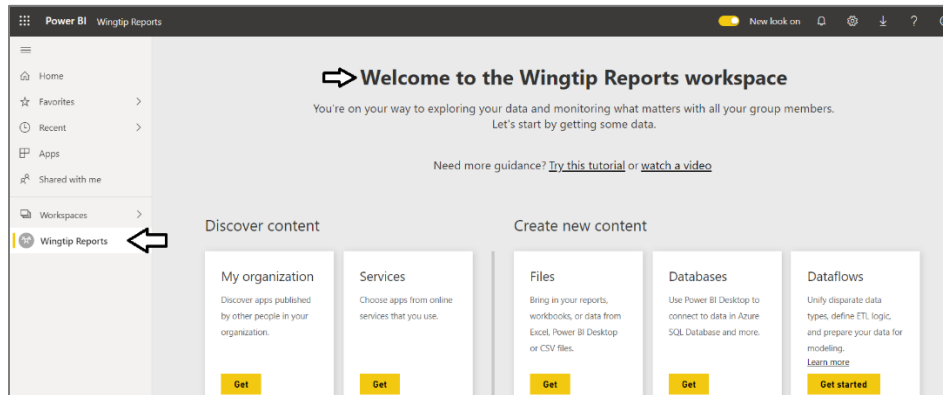 Power BI Wingtip Reports
New look on
?
Home
Favorites
Recent
Apps
Shared with me
Workspaces
Wingtip Reports
Welcome to the Wingtip Reports workspace
You're on your way to exploring your data and monitoring what matters with all your group members.
Let's start by getting some data.
Need more guidance? Try this tutorial or watch a video
Discover content
My organization
Discover apps published
by other people in your
organization.
Get
Services
Choose apps from online
services that you use.
Get
Create new content
Files
Bring in your reports,
workbooks, or data from
Excel, Power BI Desktop
or CSV files.
Get
Databases
Use Power BI Desktop to
connect to data in Azure
SQL Database and more.
Get
Dataflows
Unify disparate data
types, define ETL logic,
and prepare your data for
modeling.
Learn more
Get started